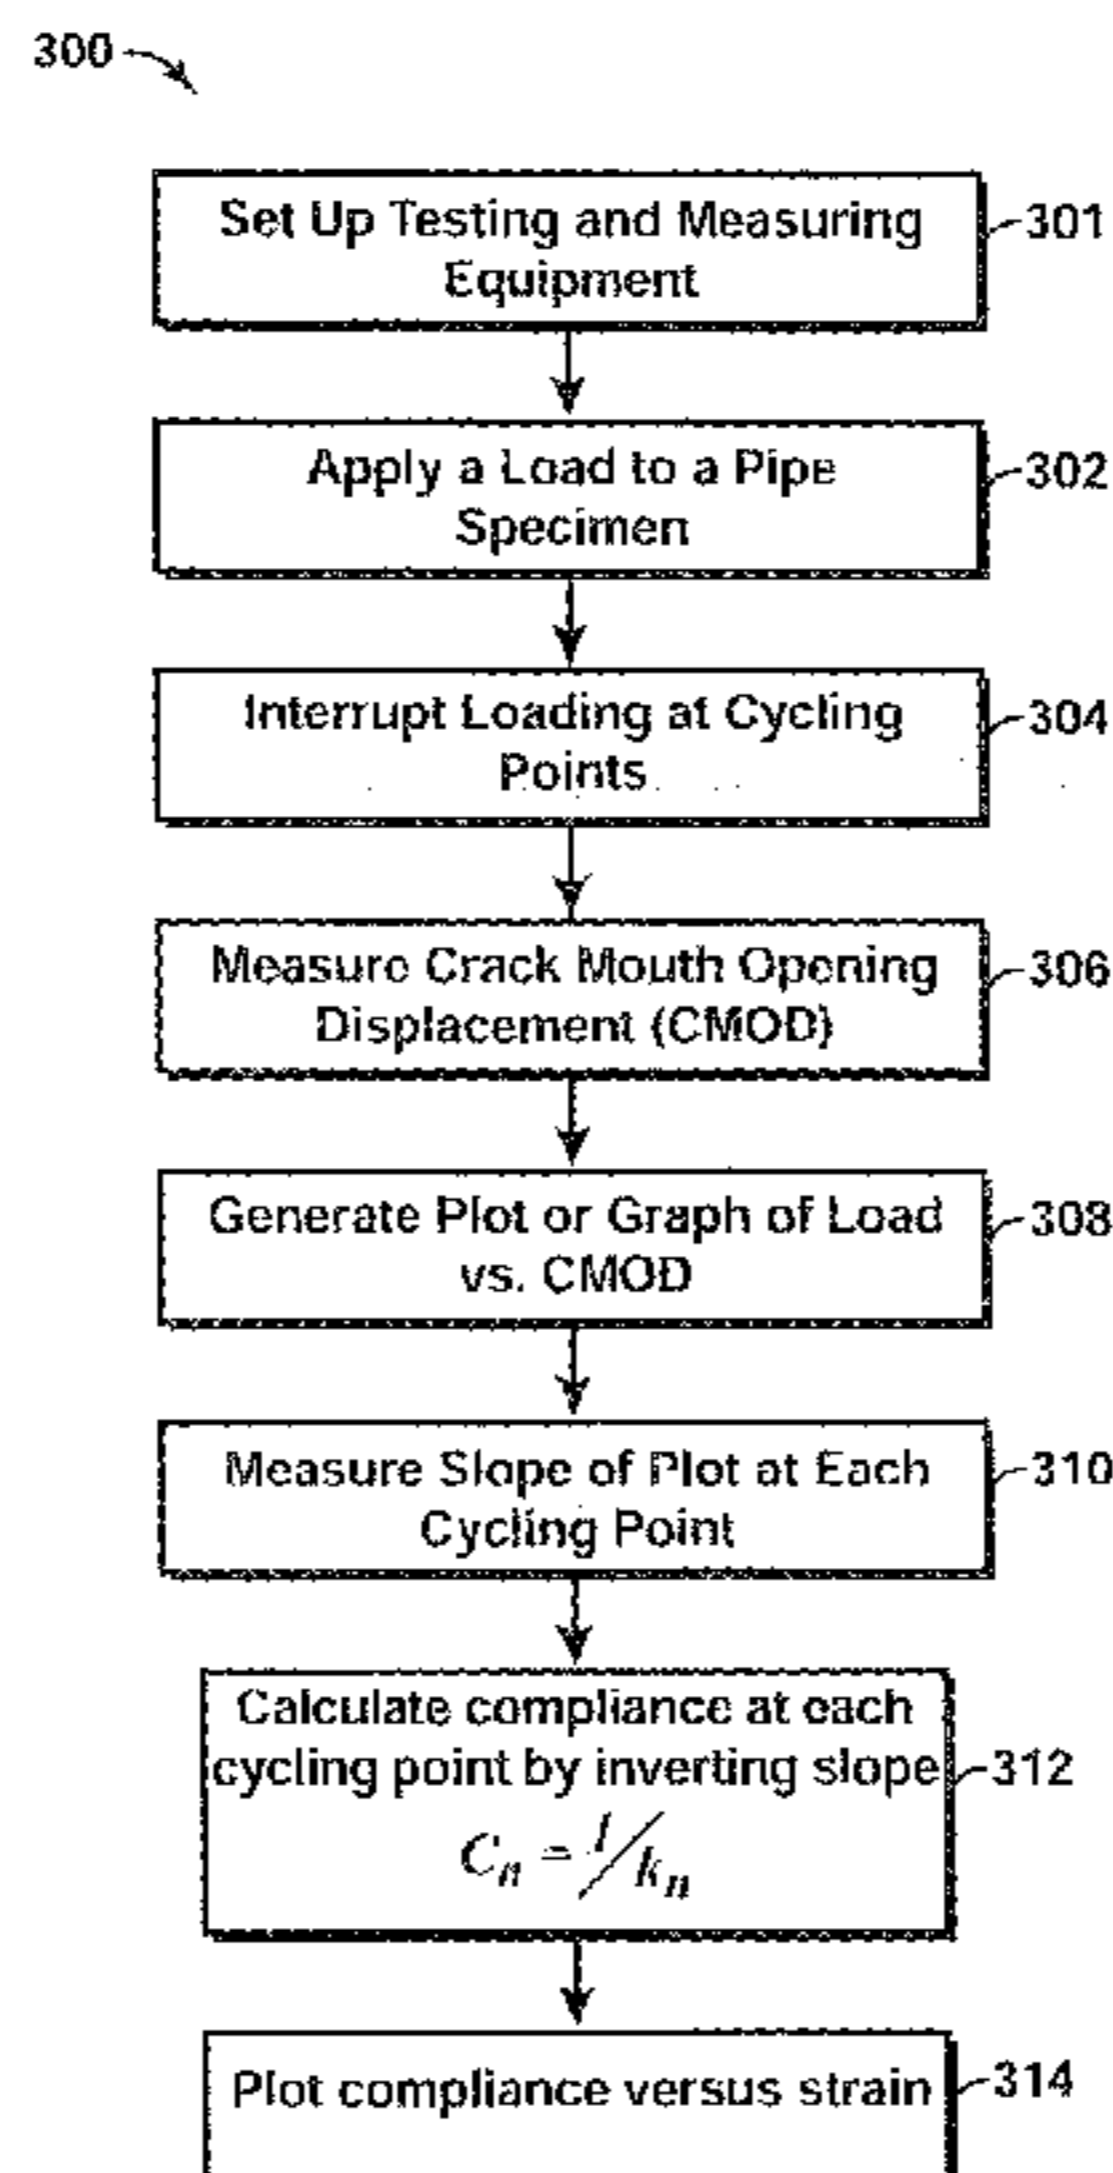 300
Set Up Testing and Measuring
Equipment
301
Apply a Load to a Pipe
Specimen
302
Interrupt Loading at Cycling
Points
304
Measure Crack Mouth Opening
Displacement (CMOD)
306
Generate Plot or Graph of Load
vs. CMOD
308
Measure Slope of Plot at Each
Cycling Point
310
Calculate compliance at each
cycling point by inverting slope
312
Cn = 1/kn
Plot compliance versus strain
314